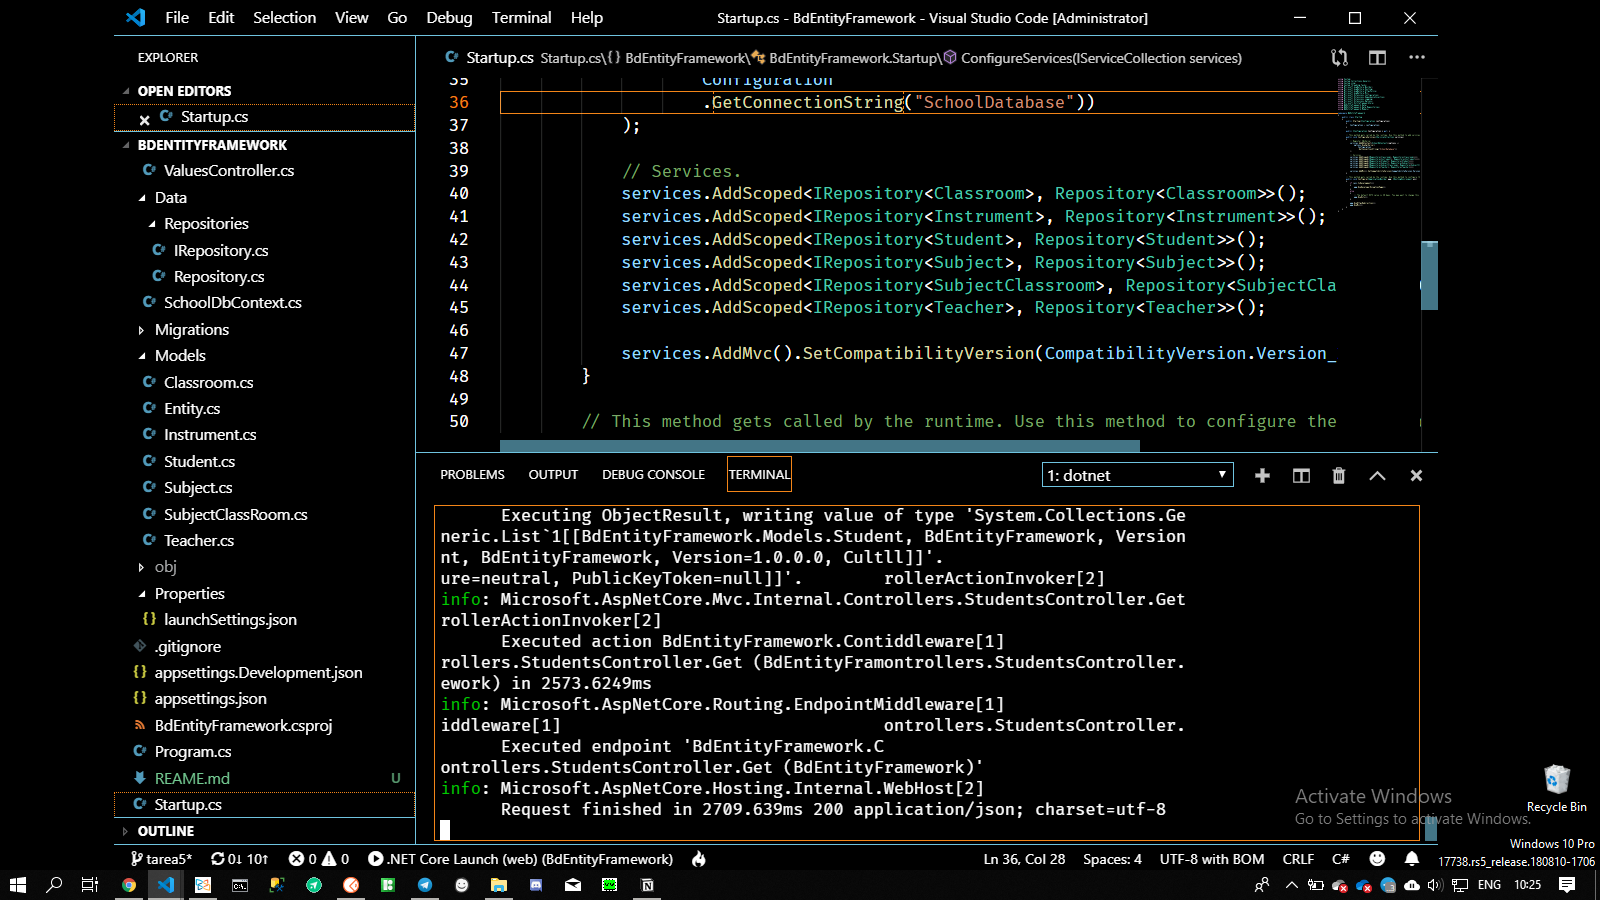 File Edit Selection View Go Debug Terminal Help
Startup.cs - BdEntityFramework - Visual Studio Code [Administrator]
EXPLORER
OPEN EDITORS
Startup.cs
BDENTITYFRAMEWORK
ValuesController.cs
Data
Repositories
IRepository.cs
Repository.cs
SchoolDbContext.cs
Migrations
Models
Classroom.cs
Entity.cs
Instrument.cs
Student.cs
Subject.cs
SubjectClassRoom.cs
Teacher.cs
obj
Properties
{} launchSettings.json
.gitignore
{} appsettings.Development.json
{} appsettings.json
BdEntityFramework.csproj
Program.cs
REAME.md U
Startup.cs
OUTLINE
Startup.cs Startup.cs\{} BdEntityFramework\ BdEntityFramework.Startup\ ConfigureServices(IServiceCollection services)
35 Configuration
36 .GetConnectionString("SchoolDatabase"))
37 );
38
39 // Services.
40 services.AddScoped<IRepository<Classroom>, Repository<Classroom>>();
41 services.AddScoped<IRepository<Instrument>, Repository<Instrument>>();
42 services.AddScoped<IRepository<Student>, Repository<Student>>();
43 services.AddScoped<IRepository<Subject>, Repository<Subject>>();
44 services.AddScoped<IRepository<SubjectClassroom>, Repository<SubjectCla
45 services.AddScoped<IRepository<Teacher>, Repository<Teacher>>();
46
47 services.AddMvc().SetCompatibilityVersion(CompatibilityVersion.Version_
48 }
49
50 // This method gets called by the runtime. Use this method to configure the
PROBLEMS OUTPUT DEBUG CONSOLE TERMINAL
1: dotnet
Executing ObjectResult, writing value of type 'System.Collections.Ge
neric.List`1[[BdEntityFramework.Models.Student, BdEntityFramework, Version
nt, BdEntityFramework, Version=1.0.0.0, Cultll]]'.
ure=neutral, PublicKeyToken=null]]'. rollerActionInvoker[2]
info: Microsoft.AspNetCore.Mvc.Internal.Controllers.StudentsController.Get
rollerActionInvoker[2]
Executed action BdEntityFramework.Contiddleware[1]
rollers.StudentsController.Get (BdEntityFramontrollers.StudentsController.
ework) in 2573.6249ms
info: Microsoft.AspNetCore.Routing.EndpointMiddleware[1]
iddleware[1] ontrollers.StudentsController.
Executed endpoint 'BdEntityFramework.C
ontrollers.StudentsController.Get (BdEntityFramework)'
info: Microsoft.AspNetCore.Hosting.Internal.WebHost[2]
Request finished in 2709.639ms 200 application/json; charset=utf-8
Activate Windows
Go to Settings to activate Windows.
Recycle Bin
Windows 10 Pro
17738.rs5_release.180810-1706
tarea5* 0↓ 10↑ 0 0 .NET Core Launch (web) (BdEntityFramework)
Ln 36, Col 28 Spaces: 4 UTF-8 with BOM CRLF C#
ENG 10:25